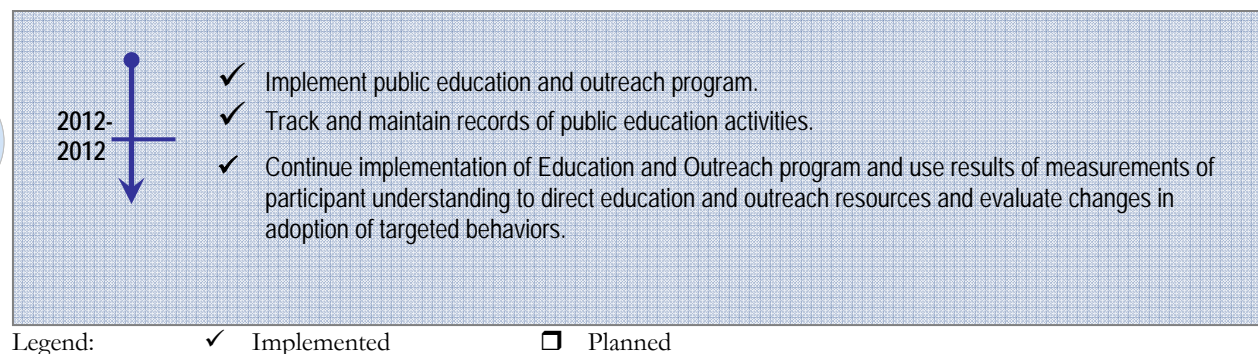 ✓ Implement public education and outreach program.
2012-
2012
✓ Track and maintain records of public education activities.
✓ Continue implementation of Education and Outreach program and use results of measurements of
participant understanding to direct education and outreach resources and evaluate changes in
adoption of targeted behaviors.
Legend: ✓ Implemented ❒ Planned